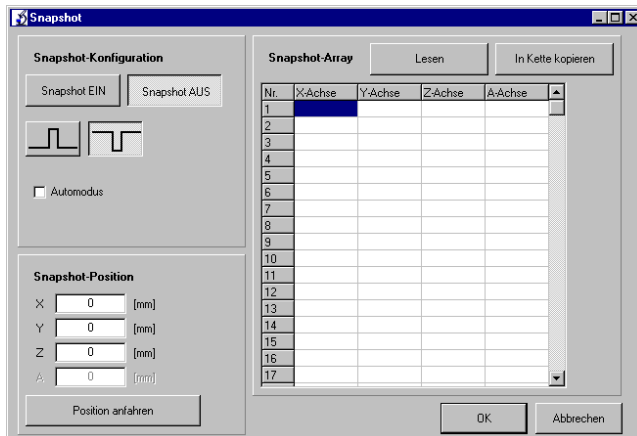 Snapshot
Snapshot-Konfiguration
Snapshot EIN
Snapshot AUS
Automodus
Snapshot-Position
X 0 [mm]
Y 0 [mm]
Z 0 [mm]
A 0 [mm]
Position anfahren
Snapshot-Array
Lesen
In Kette kopieren
Nr. X-Achse Y-Achse Z-Achse A-Achse
1
2
3
4
5
6
7
8
9
10
11
12
13
14
15
16
17
OK
Abbrechen